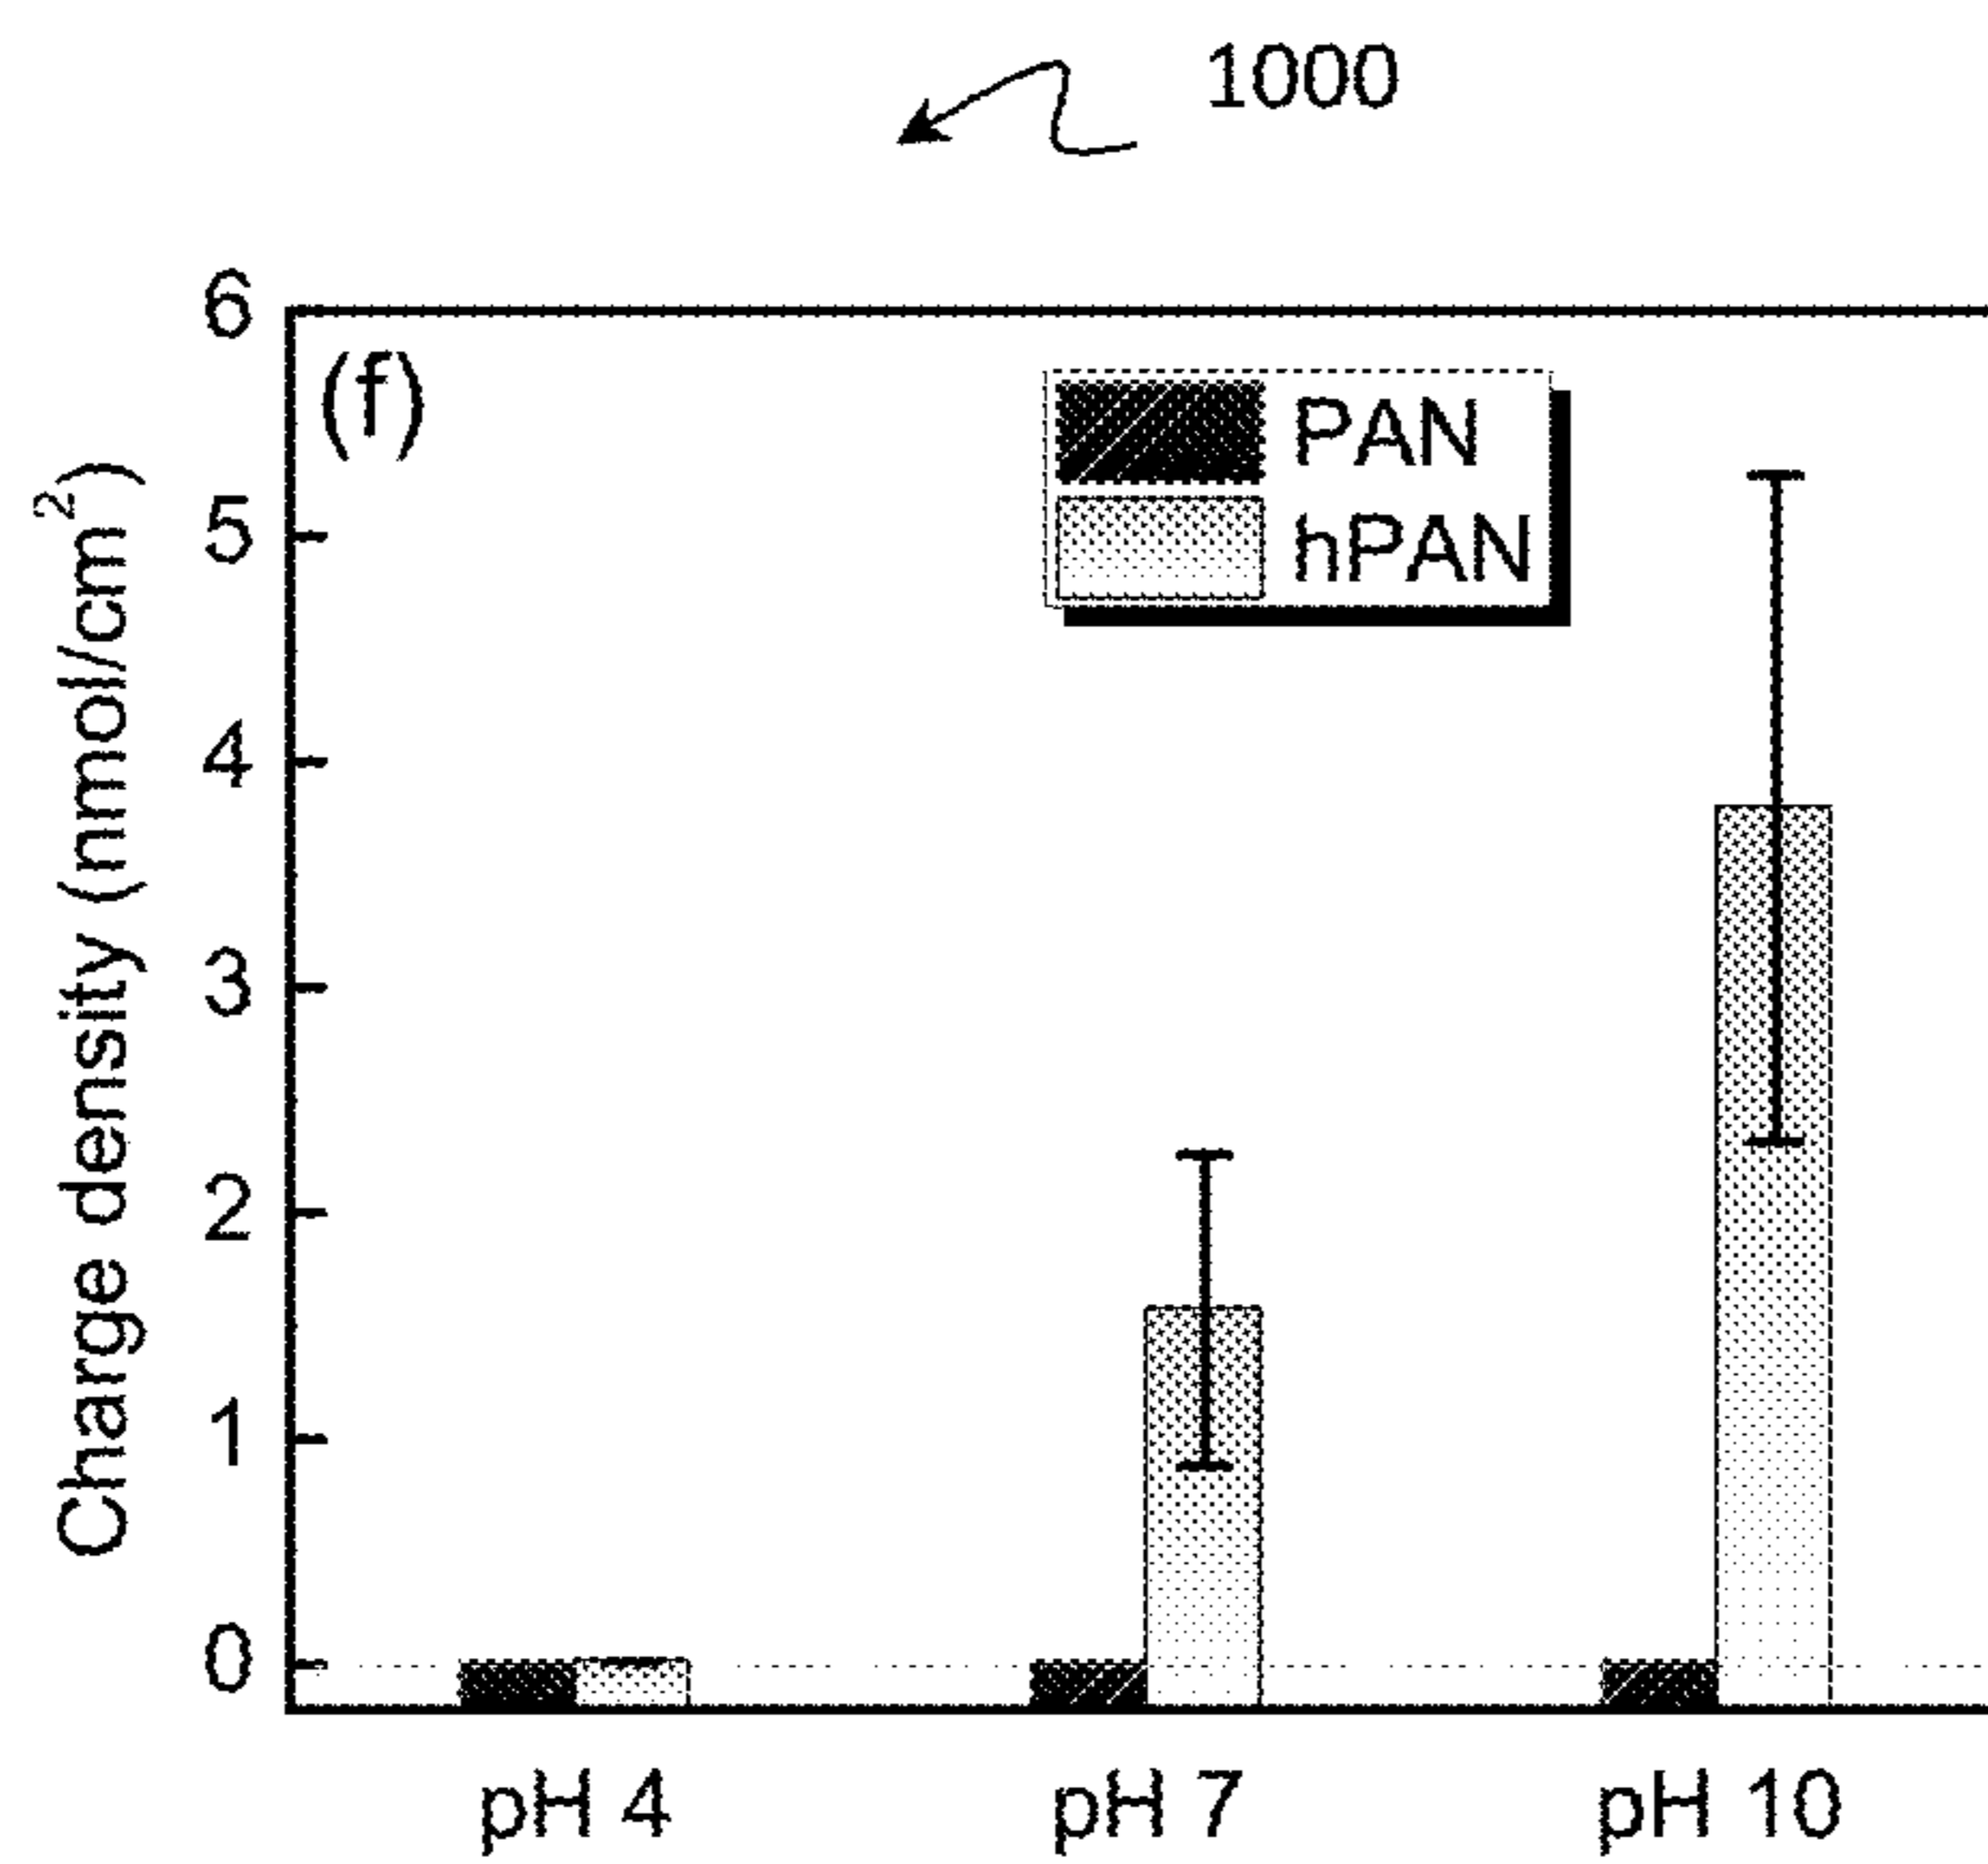 1000
6
(f)
PAN
hPAN
5
4
3
2
1
0
Charge density (nmol/cm²)
pH 4
pH 7
pH 10